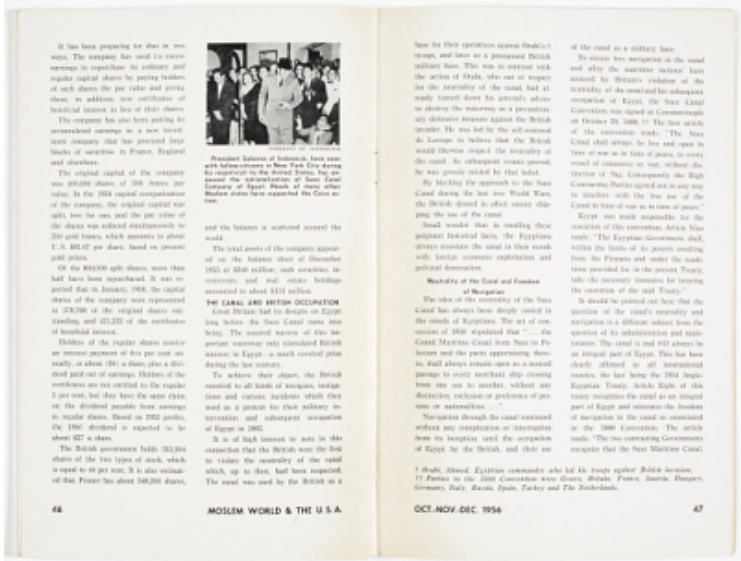 It has been preparing for that in two
ways. The company has used its excess
earnings to repurchase its ordinary and
regular capital shares by paying holders
of such shares the par value and giving
them, in addition, new certificates of
beneficial interest in lieu of their shares.
The company has also been putting its
accumulated earnings in a new invest-
ment company that has procured large
blocks of securities in France, England
and elsewhere.
The original capital of the company
was 400,000 shares of 500 francs par
value. In the 1924 capital reorganization
of the company, the original capital was
split, two for one, and the par value of
the shares was reduced simultaneously to
250 gold francs, which amounts to about
U. S. per share, based on present
gold prices.
Of the 800,000 split shares, more than
half have been repurchased. It was re-
ported that in January, the capital
shares of the company were represented
in of the original shares out-
standing, and of the certificates
of beneficial interest.
Holders of the regular shares receive
an interest payment of five per cent an-
nually, or about a share, plus a divi-
dend paid out of earnings. Holders of the
certificates are not entitled to the regular
5 per cent, but they have the same claim
on the dividend payable from earnings
as regular shares. Based on 1955 profits,
the 1956 dividend is expected to be
about a share.
The British government holds
shares of the two types of stock, which
is equal to 44 per cent. It is also estimat-
ed that France has about shares,
46
EMBASSY OF INDONESIA
President Sukarno of Indonesia, here seen
with fellow-citizens in New York City during
his recent visit to the United States, has an-
nounced the nationalization of Suez Canal
Company of Egypt. Heads of many other
Moslem states have supported the Cairo ac-
tion.
and the balance is scattered around the
world.
The total assets of the company appear-
ed on the balance sheet of December
1955 at million; cash securities, in-
vestments and real estate holdings
amounted to about million.
THE CANAL AND BRITISH OCCUPATION
Great Britain had its designs on Egypt
long before the Suez Canal came into
being. The assured success of this im-
portant waterway only stimulated British
interest in Egypt—a much coveted prize
during the last century.
To achieve their object, the British
resorted to all kinds of intrigues, instiga-
tions and various incidents which they
used as a pretext for their military in-
tervention and subsequent occupation
of Egypt in 1882.
It is of high interest to note in this
connection that the British were the first
to violate the neutrality of the canal
which, up to then, had been respected.
The canal was used by the British as a
MOSLEM WORLD & THE U.S.A.
base for their operations against Orabi's †
troops, and later as a permanent British
military base. This was in contrast with
the action of Orabi, who out of respect
for the neutrality of the canal, had al-
ready turned down his general's advice
to destroy the waterway as a precaution-
ary defensive measure against the British
invader. He was led by the self-centered
de Lesseps to believe that the British
would likewise respect the neutrality of
the canal. As subsequent events proved,
he was greatly misled by that belief.
By blocking the approach to the Suez
Canal during the last two World Wars,
the British denied in effect enemy ship-
ping the use of the canal.
Small wonder that in recalling these
poignant historical facts, the Egyptians
always associate the canal in their minds
with foreign economic exploitation and
political domination.
Neutrality of the Canal and Freedom
of Navigation
The idea of the neutrality of the Suez
Canal has always been deeply rooted in
the minds of Egyptians. The act of con-
cession of 1856 stipulated that ". . . the
Grand Maritime Canal from Suez to Pe-
lusium and the ports appertaining there-
to, shall always remain open as a neutral
passage to every merchant ship crossing
from one sea to another, without any
distinction, exclusion or preference of per-
sons or nationalities . . ."
Navigation through the canal continued
without any complication or interruption
from its inception until the occupation
of Egypt by the British, and their use
of the canal as a military base.
To ensure free navigation in the canal
and allay the maritime nations' fears
aroused by Britain's violation of the
neutrality of the canal and his subsequent
occupation of Egypt, the Suez Canal
Convention was signed at Constantinople
on October 29, 1888. †† The first article
of the convention reads: "The Suez
Canal shall always be free and open in
time of war as in time of peace, to every
vessel of commerce or war, without dis-
tinction of flag. Consequently the High
Contracting Parties agreed not in any way
to interfere with the free use of the
Canal in time of war as in time of peace."
Egypt was made responsible for the
execution of this convention. Article Nine
reads: "The Egyptian Government shall,
within the limits of its powers resulting
from the Firmans and under the condi-
tions provided for in the present Treaty,
take the necessary measures for insuring
the execution of the said Treaty."
It should be pointed out here that the
question of the canal's neutrality and
navigation is a different subject from the
question of its administration and main-
tenance. The canal is and will always be
an integral part of Egypt. This has been
clearly affirmed in all international
treaties, the last being the 1954 Anglo-
Egyptian Treaty. Article Eight of this
treaty recognizes the canal as an integral
part of Egypt and reiterates the freedom
of navigation in the canal as enunciated
in the 1888 Convention. The article
reads: "The two contracting Governments
recognize that the Suez Maritime Canal,
† Orabi, Ahmed. Egyptian commander who led his troops against British invasion.
†† Parties to the 1888 Convention were Greece, Britain, France, Austria, Hungary,
Germany, Italy, Russia, Spain, Turkey and The Netherlands.
OCT.-NOV.-DEC. 1956
47